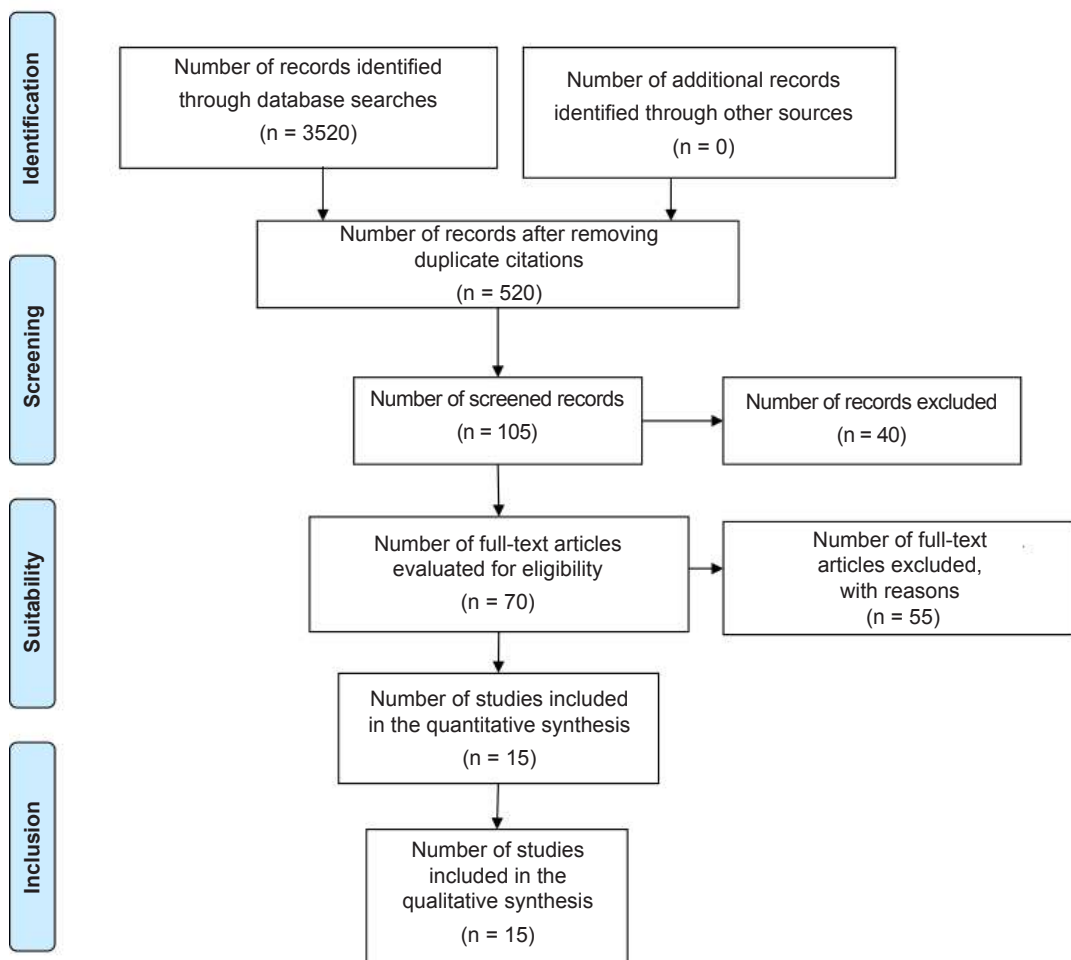 Identification
Number of records identified
through database searches
(n = 3520)
Number of additional records
identified through other sources
(n = 0)
Number of records after removing
duplicate citations
(n = 520)
Screening
Number of screened records
(n = 105)
Number of records excluded
(n = 40)
Suitability
Number of full-text articles
evaluated for eligibility
(n = 70)
Number of full-text
articles excluded,
with reasons
(n = 55)
Number of studies included
in the quantitative synthesis
(n = 15)
Inclusion
Number of studies
included in the
qualitative synthesis
(n = 15)